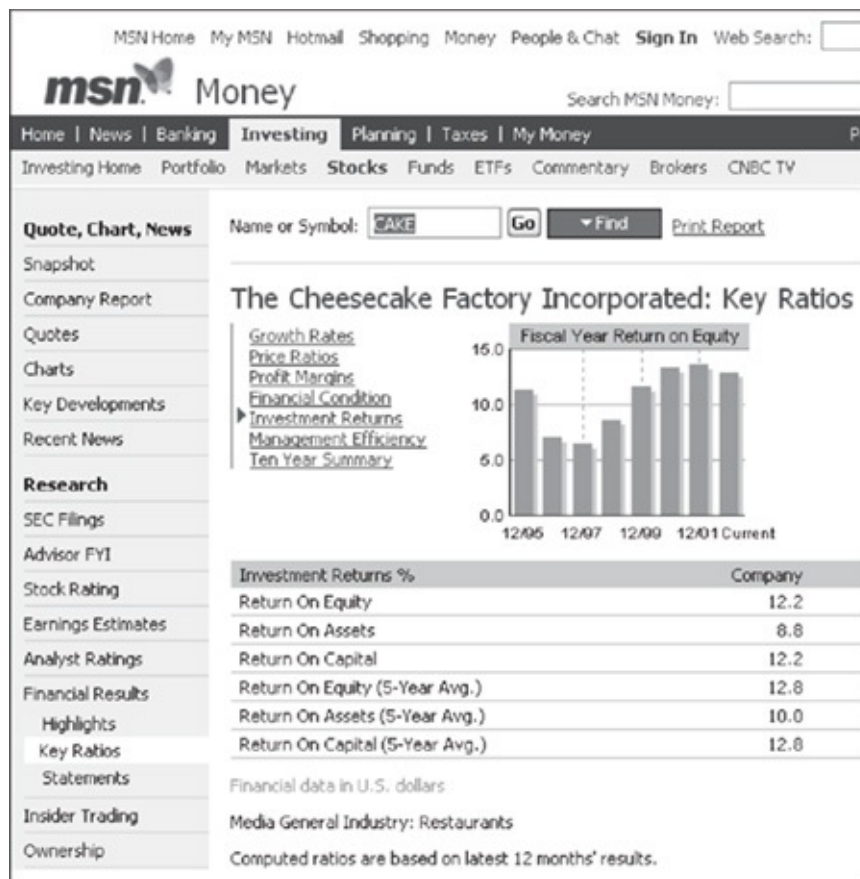 MSN Home My MSN Hotmail Shopping Money People & Chat Sign In Web Search:
msn Money
Search MSN Money:
Home | News | Banking Investing Planning | Taxes | My Money P
Investing Home Portfolio Markets Stocks Funds ETFs Commentary Brokers CNBC TV
Quote, Chart, News
Snapshot
Company Report
Quotes
Charts
Key Developments
Recent News
Research
SEC Filings
Advisor FYI
Stock Rating
Earnings Estimates
Analyst Ratings
Financial Results
Highlights
Key Ratios
Statements
Insider Trading
Ownership
Name or Symbol: CAKE Go Find Print Report
The Cheesecake Factory Incorporated: Key Ratios
Growth Rates
Price Ratios
Profit Margins
Financial Condition
Investment Returns
Management Efficiency
Ten Year Summary
Fiscal Year Return on Equity
15.0
10.0
5.0
0.0
12/95 12/97 12/99 12/01 Current
Investment Returns % Company
Return On Equity 12.2
Return On Assets 8.8
Return On Capital 12.2
Return On Equity (5-Year Avg.) 12.8
Return On Assets (5-Year Avg.) 10.0
Return On Capital (5-Year Avg.) 12.8
Financial data in U.S. dollars
Media General Industry: Restaurants
Computed ratios are based on latest 12 months' results.